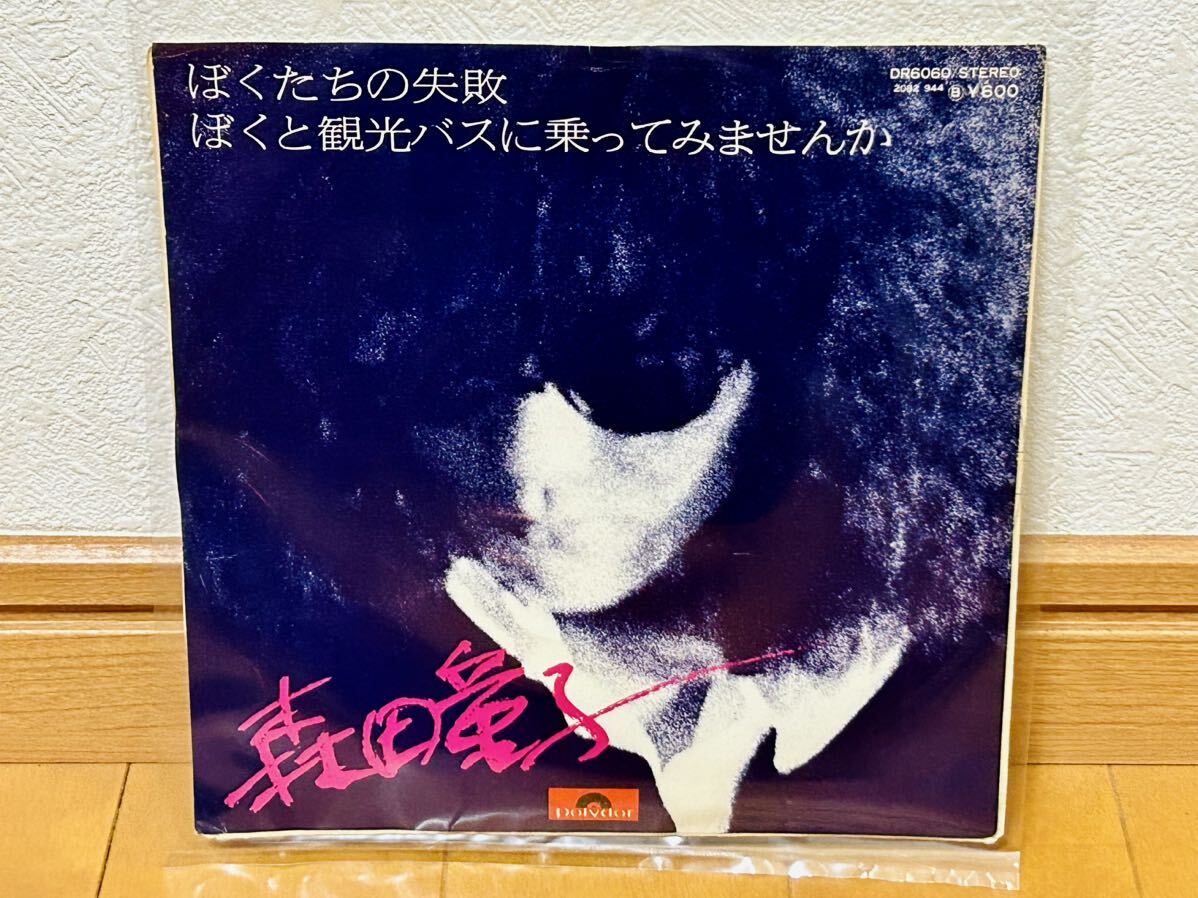 ぼくたちの失敗
ぼくと観光バスに乗ってみませんか
DR6060/STEREO
2082 944 Ⓑ ¥600
森田童子
polydor